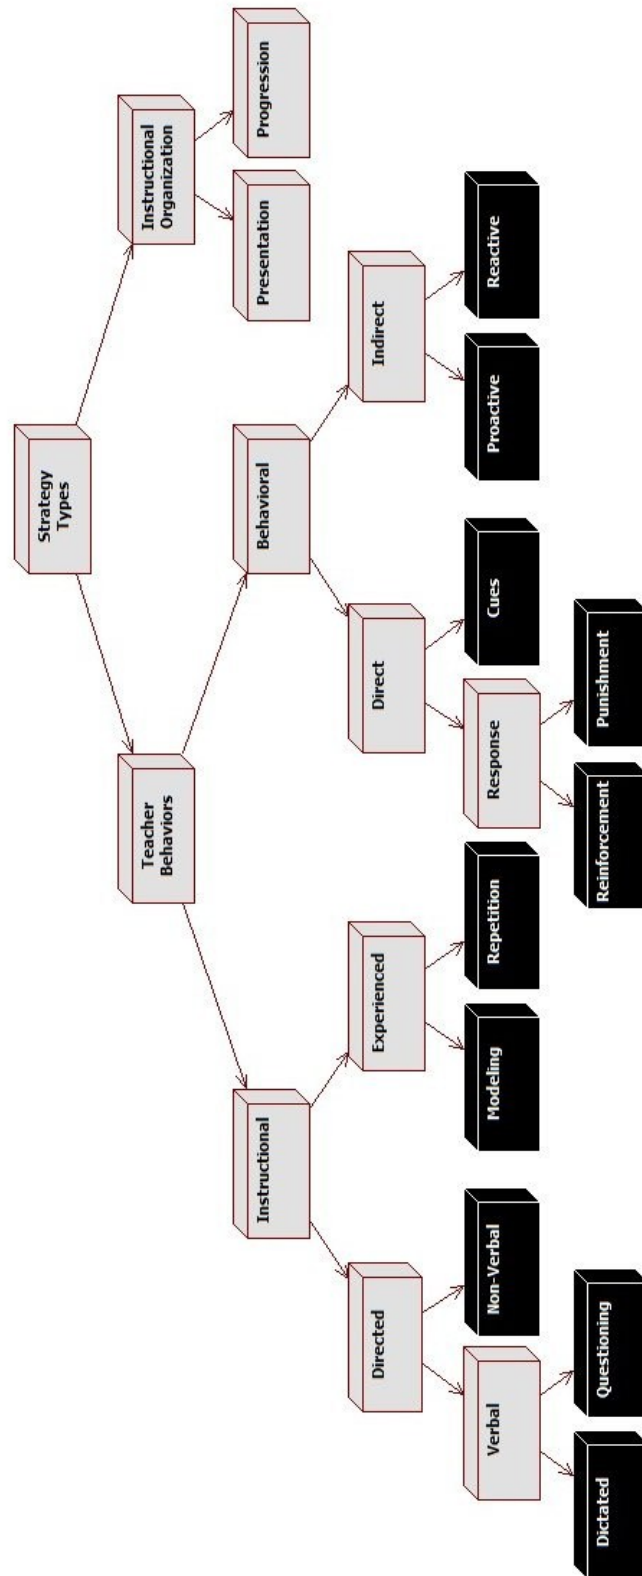 Strategy
Types
Teacher
Behaviors
Instructional
Organization
Instructional
Behavioral
Presentation
Progression
Directed
Experienced
Direct
Indirect
Verbal
Non-Verbal
Modeling
Repetition
Response
Cues
Proactive
Reactive
Dictated
Questioning
Reinforcement
Punishment